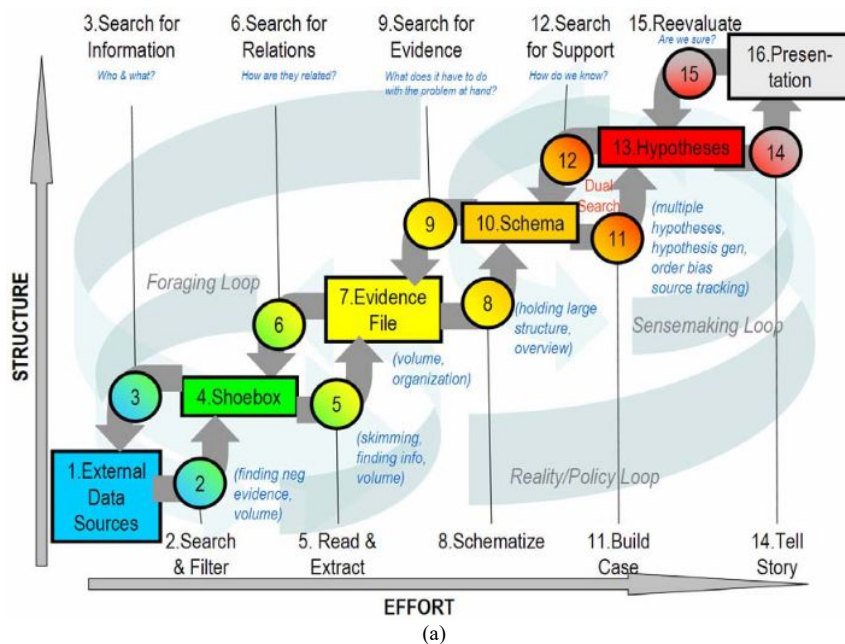 3.Search for
Information
Who & what?
6.Search for
Relations
How are they related?
9.Search for
Evidence
What does it have to do
with the problem at hand?
12.Search
for Support
How do we know?
15.Reevaluate
Are we sure?
16.Presen-
tation
15
14
13.Hypotheses
12
Dual
Search
11
(multiple
hypotheses,
hypothesis gen,
order bias
source tracking)
10.Schema
9
8
(holding large
structure,
overview)
Sensemaking Loop
Foraging Loop
7.Evidence
File
6
(volume,
organization)
4.Shoebox
5
3
(skimming,
finding info,
volume)
1.External
Data
Sources
2
(finding neg
evidence,
volume)
Reality/Policy Loop
2.Search
& Filter
5. Read &
Extract
8.Schematize
11.Build
Case
14.Tell
Story
STRUCTURE
EFFORT
(a)